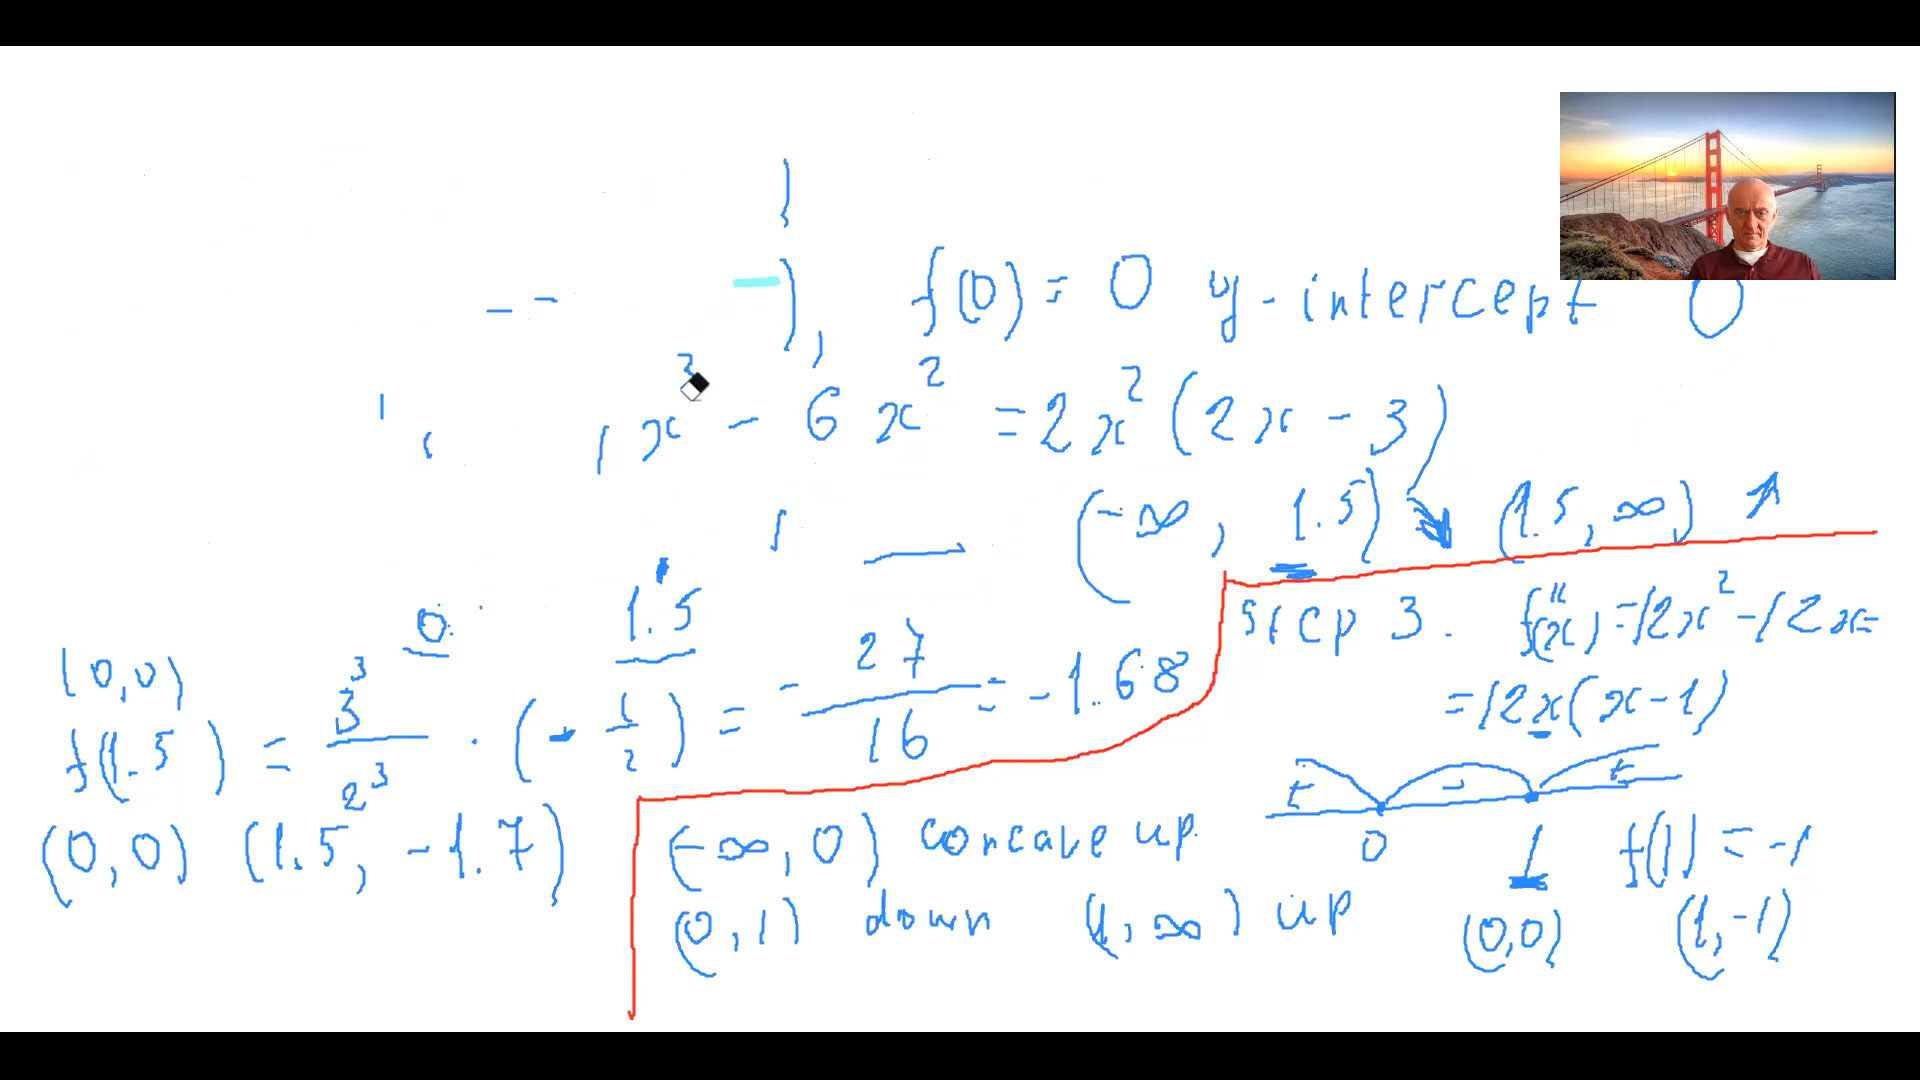 ), f(0) = 0 y-intercept 0
x³ - 6x² = 2x²(2x - 3)
(-∞, 1.5) (1.5, ∞)
0 1.5
(0,0)
f(1.5) = 3³/2³ · (-1/2) = -27/16 = -1.68
(0,0) (1.5, -1.7)
step 3. f"(x) = 12x² - 12x =
= 12x(x - 1)
+ - +
0 1 f(1) = -1
(0,0) (1,-1)
(-∞, 0) concave up.
(0,1) down (1, ∞) up